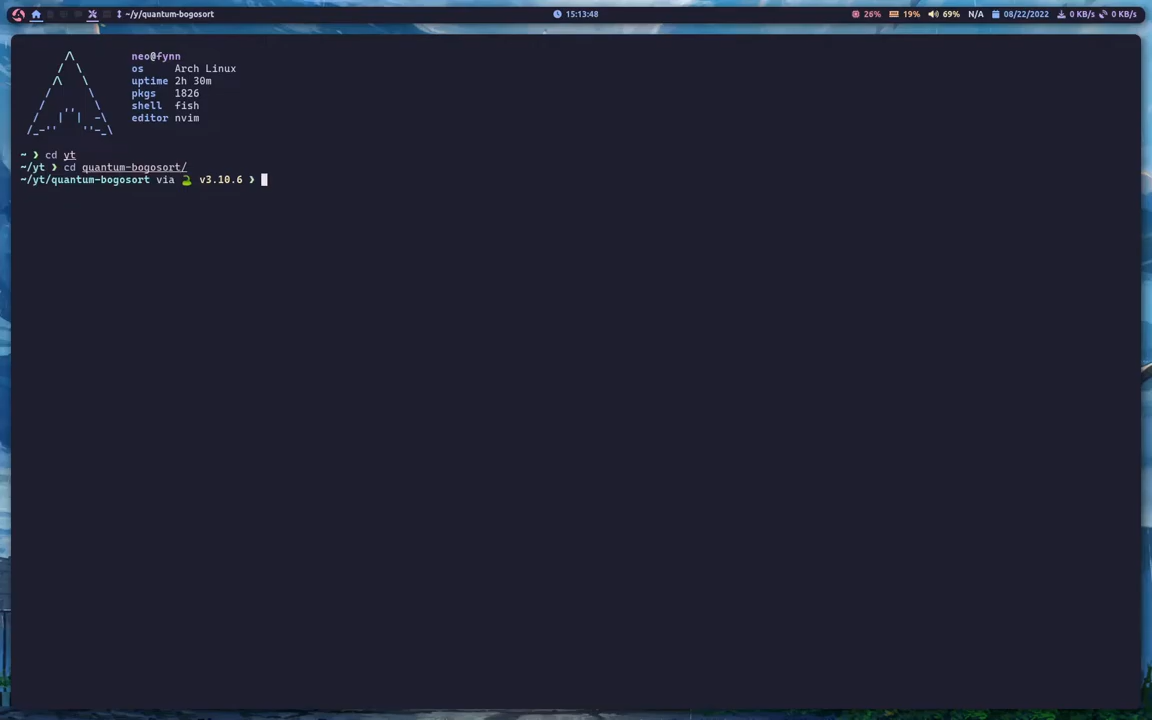 ~/y/quantum-bogosort
15:13:48
26% 19% 69% N/A 08/22/2022 0 KB/s 0 KB/s
neo@fynn
os Arch Linux
uptime 2h 30m
pkgs 1826
shell fish
editor nvim
~ ❯ cd yt
~/yt ❯ cd quantum-bogosort/
~/yt/quantum-bogosort via v3.10.6 ❯